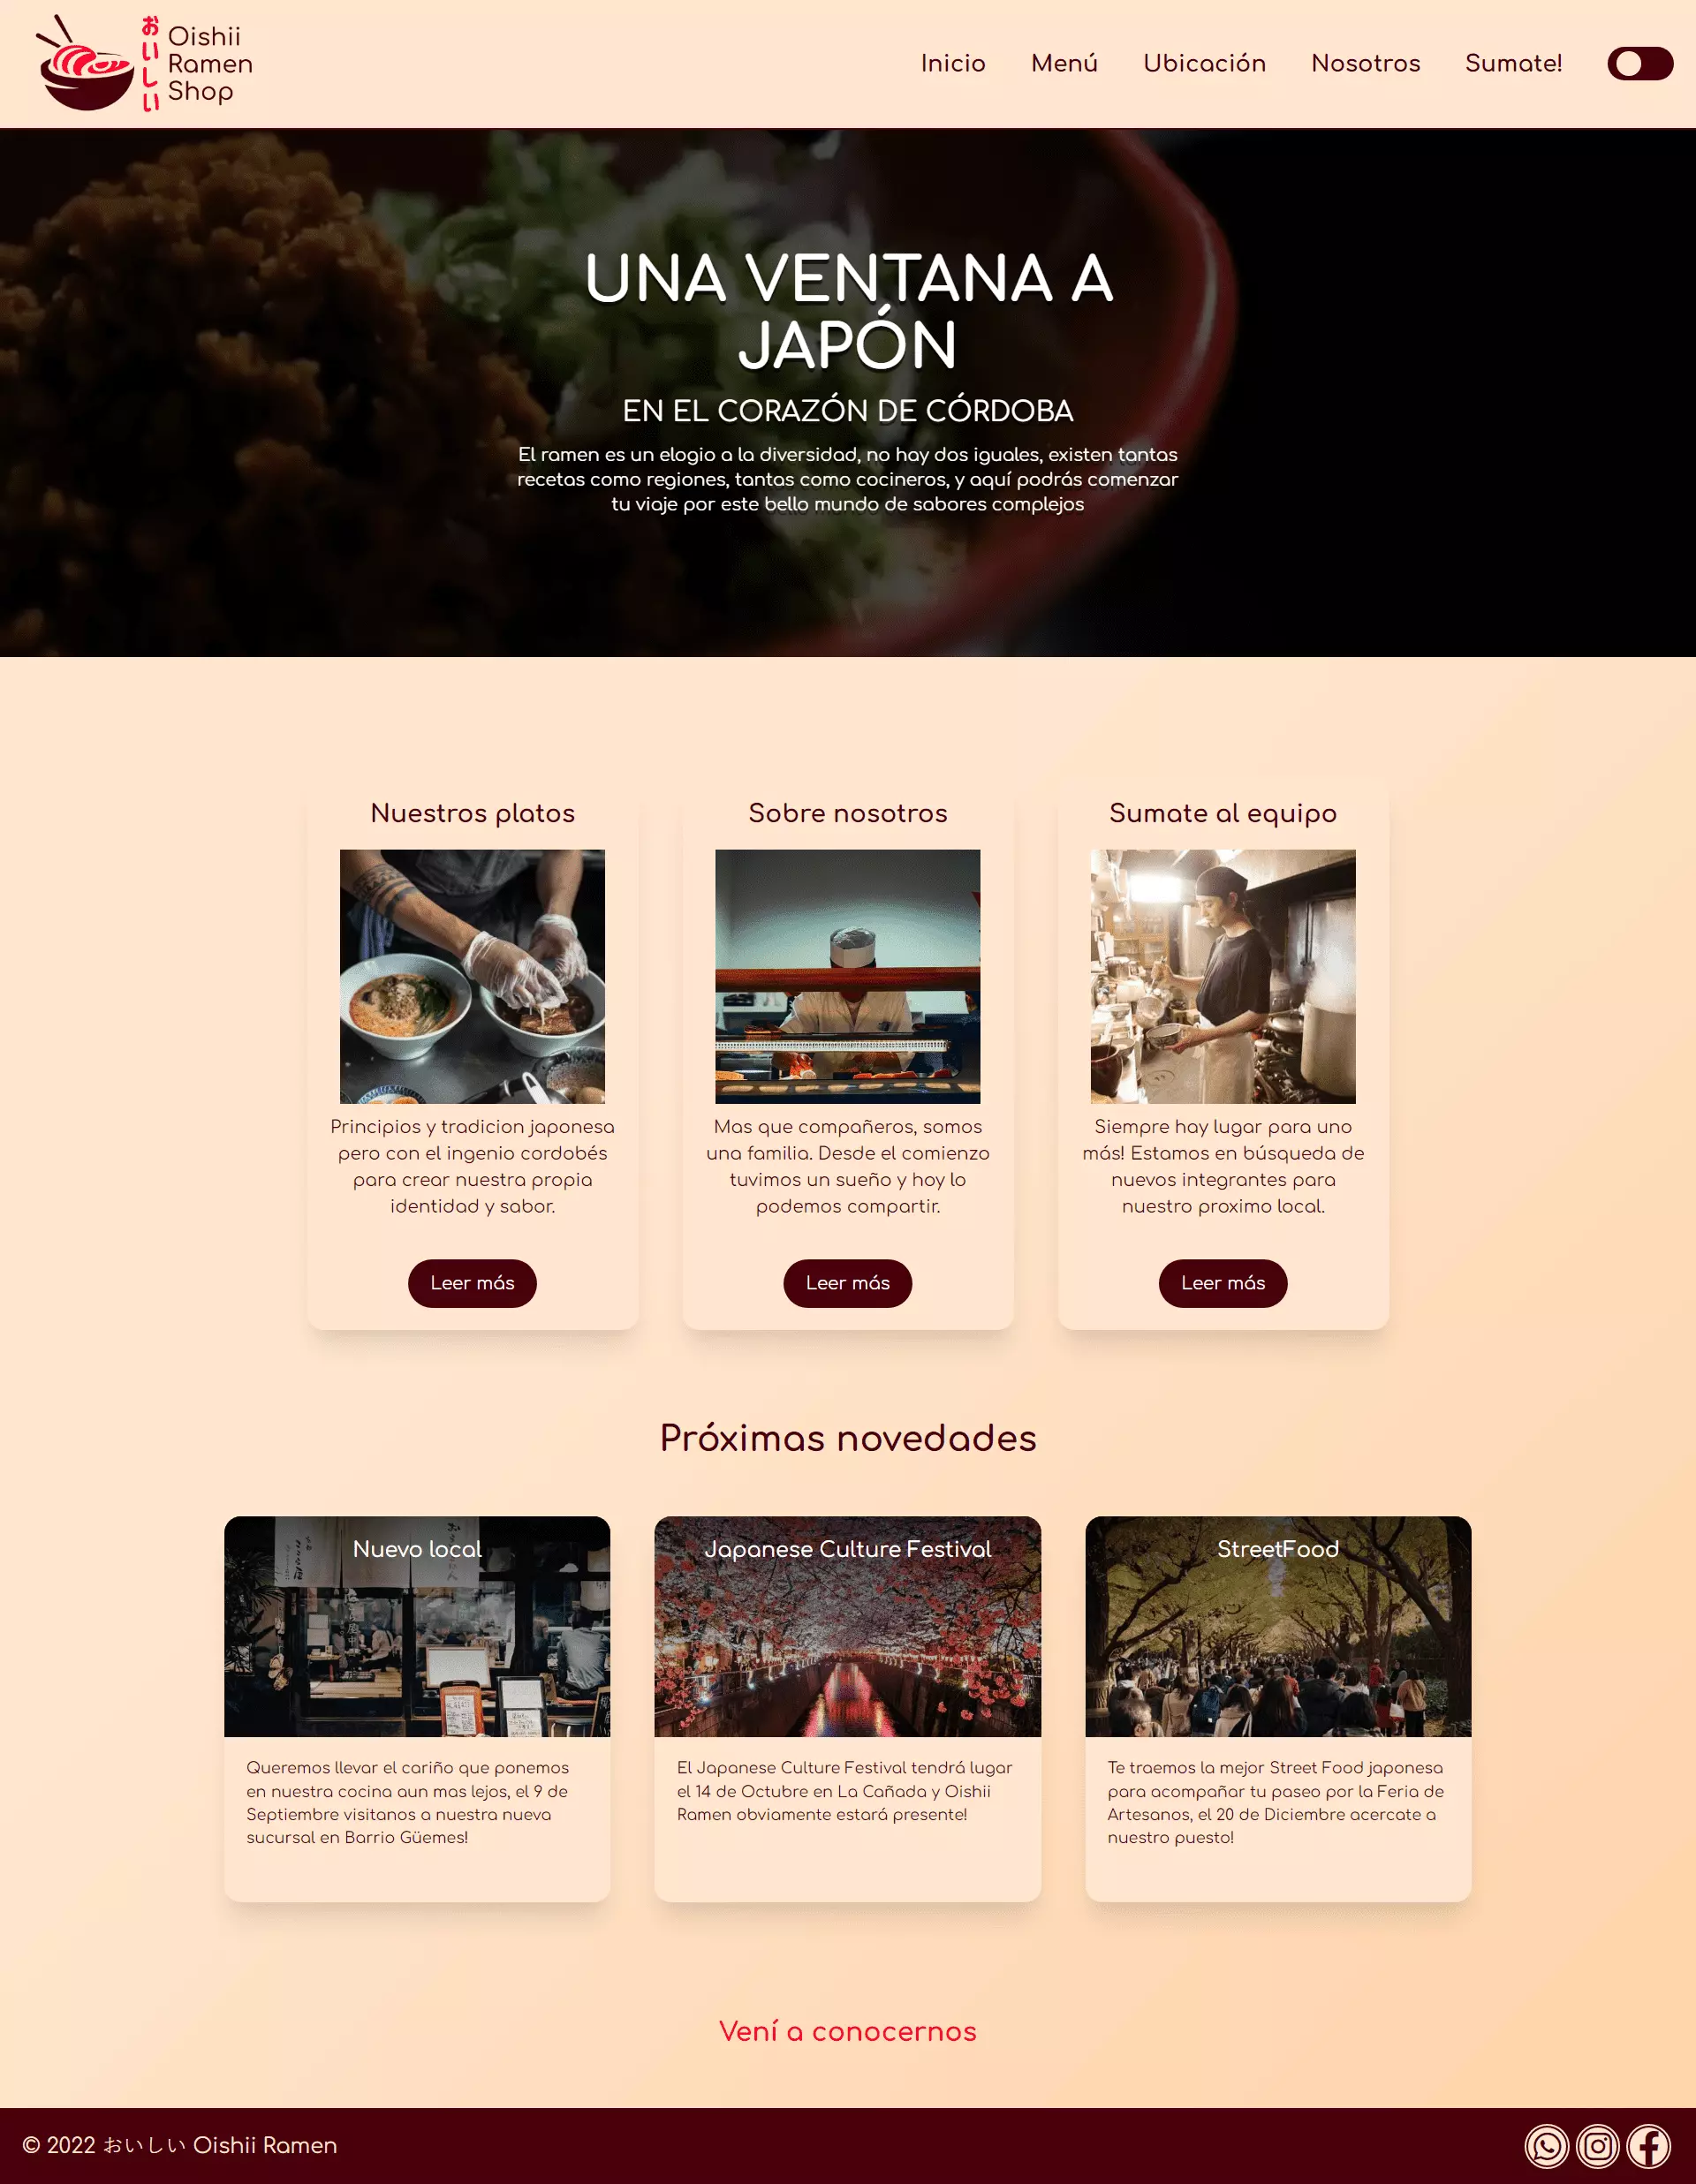 おいしい
Oishii
Ramen
Shop
Inicio Menú Ubicación Nosotros Sumate!
UNA VENTANA A
JAPÓN
EN EL CORAZÓN DE CÓRDOBA
El ramen es un elogio a la diversidad, no hay dos iguales, existen tantas
recetas como regiones, tantas como cocineros, y aquí podrás comenzar
tu viaje por este bello mundo de sabores complejos
Nuestros platos
Principios y tradicion japonesa
pero con el ingenio cordobés
para crear nuestra propia
identidad y sabor.
Leer más
Sobre nosotros
Mas que compañeros, somos
una familia. Desde el comienzo
tuvimos un sueño y hoy lo
podemos compartir.
Leer más
Sumate al equipo
Siempre hay lugar para uno
más! Estamos en búsqueda de
nuevos integrantes para
nuestro proximo local.
Leer más
Próximas novedades
Nuevo local
Queremos llevar el cariño que ponemos
en nuestra cocina aun mas lejos, el 9 de
Septiembre visitanos a nuestra nueva
sucursal en Barrio Güemes!
Japanese Culture Festival
El Japanese Culture Festival tendrá lugar
el 14 de Octubre en La Cañada y Oishii
Ramen obviamente estará presente!
StreetFood
Te traemos la mejor Street Food japonesa
para acompañar tu paseo por la Feria de
Artesanos, el 20 de Diciembre acercate a
nuestro puesto!
Vení a conocernos
© 2022 おいしい Oishii Ramen